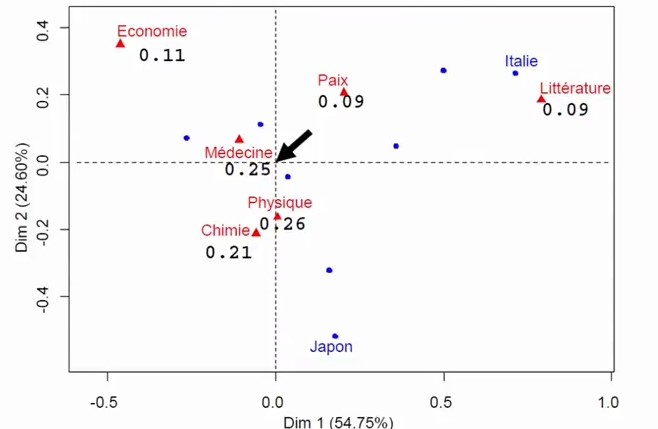 Economie
0.11
Italie
Paix
0.09
Littérature
0.09
Médecine
0.25
Physique
0.26
Chimie
0.21
Japon
Dim 2 (24.60%)
0.4
0.2
0.0
-0.2
-0.4
-0.5
0.0
0.5
1.0
Dim 1 (54.75%)